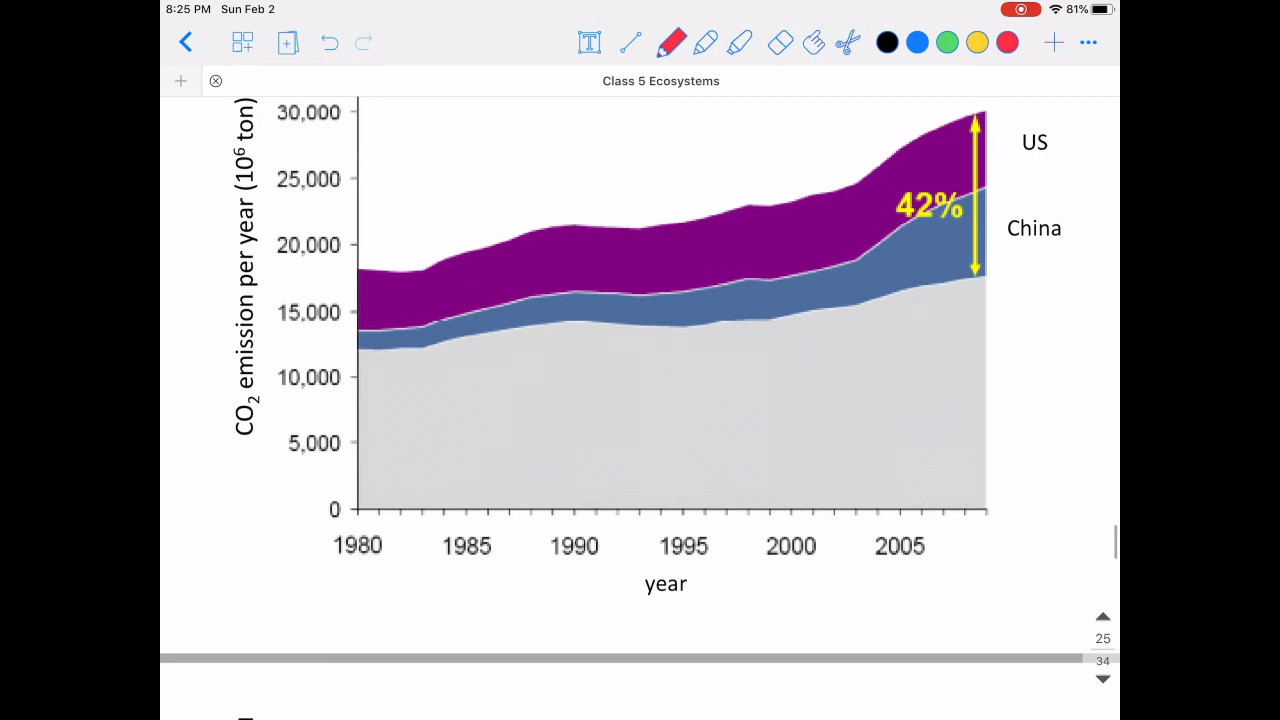 8:25 PM Sun Feb 2
81%
T
Class 5 Ecosystems
CO2 emission per year (10⁶ ton)
30,000
25,000
20,000
15,000
10,000
5,000
0
42%
US
China
1980 1985 1990 1995 2000 2005
year
25
34